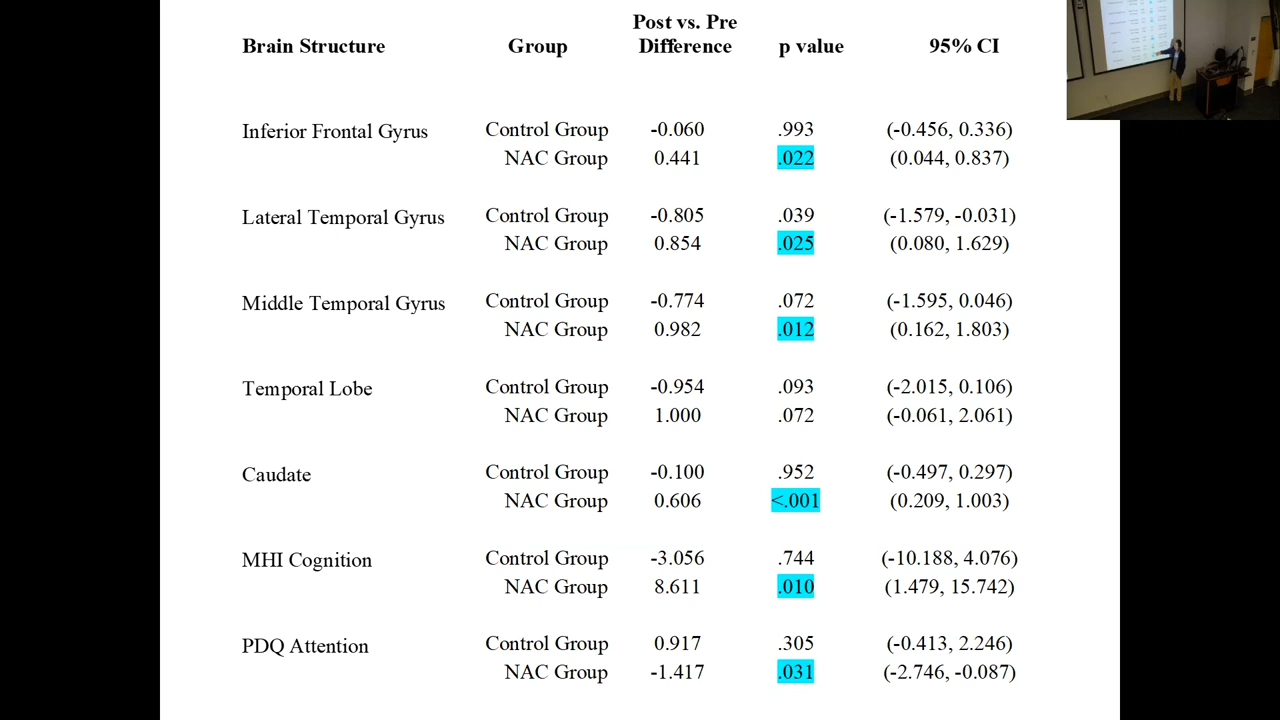 Brain Structure Group Post vs. Pre Difference p value 95% CI
Inferior Frontal Gyrus Control Group -0.060 .993 (-0.456, 0.336)
NAC Group 0.441 .022 (0.044, 0.837)
Lateral Temporal Gyrus Control Group -0.805 .039 (-1.579, -0.031)
NAC Group 0.854 .025 (0.080, 1.629)
Middle Temporal Gyrus Control Group -0.774 .072 (-1.595, 0.046)
NAC Group 0.982 .012 (0.162, 1.803)
Temporal Lobe Control Group -0.954 .093 (-2.015, 0.106)
NAC Group 1.000 .072 (-0.061, 2.061)
Caudate Control Group -0.100 .952 (-0.497, 0.297)
NAC Group 0.606 <.001 (0.209, 1.003)
MHI Cognition Control Group -3.056 .744 (-10.188, 4.076)
NAC Group 8.611 .010 (1.479, 15.742)
PDQ Attention Control Group 0.917 .305 (-0.413, 2.246)
NAC Group -1.417 .031 (-2.746, -0.087)